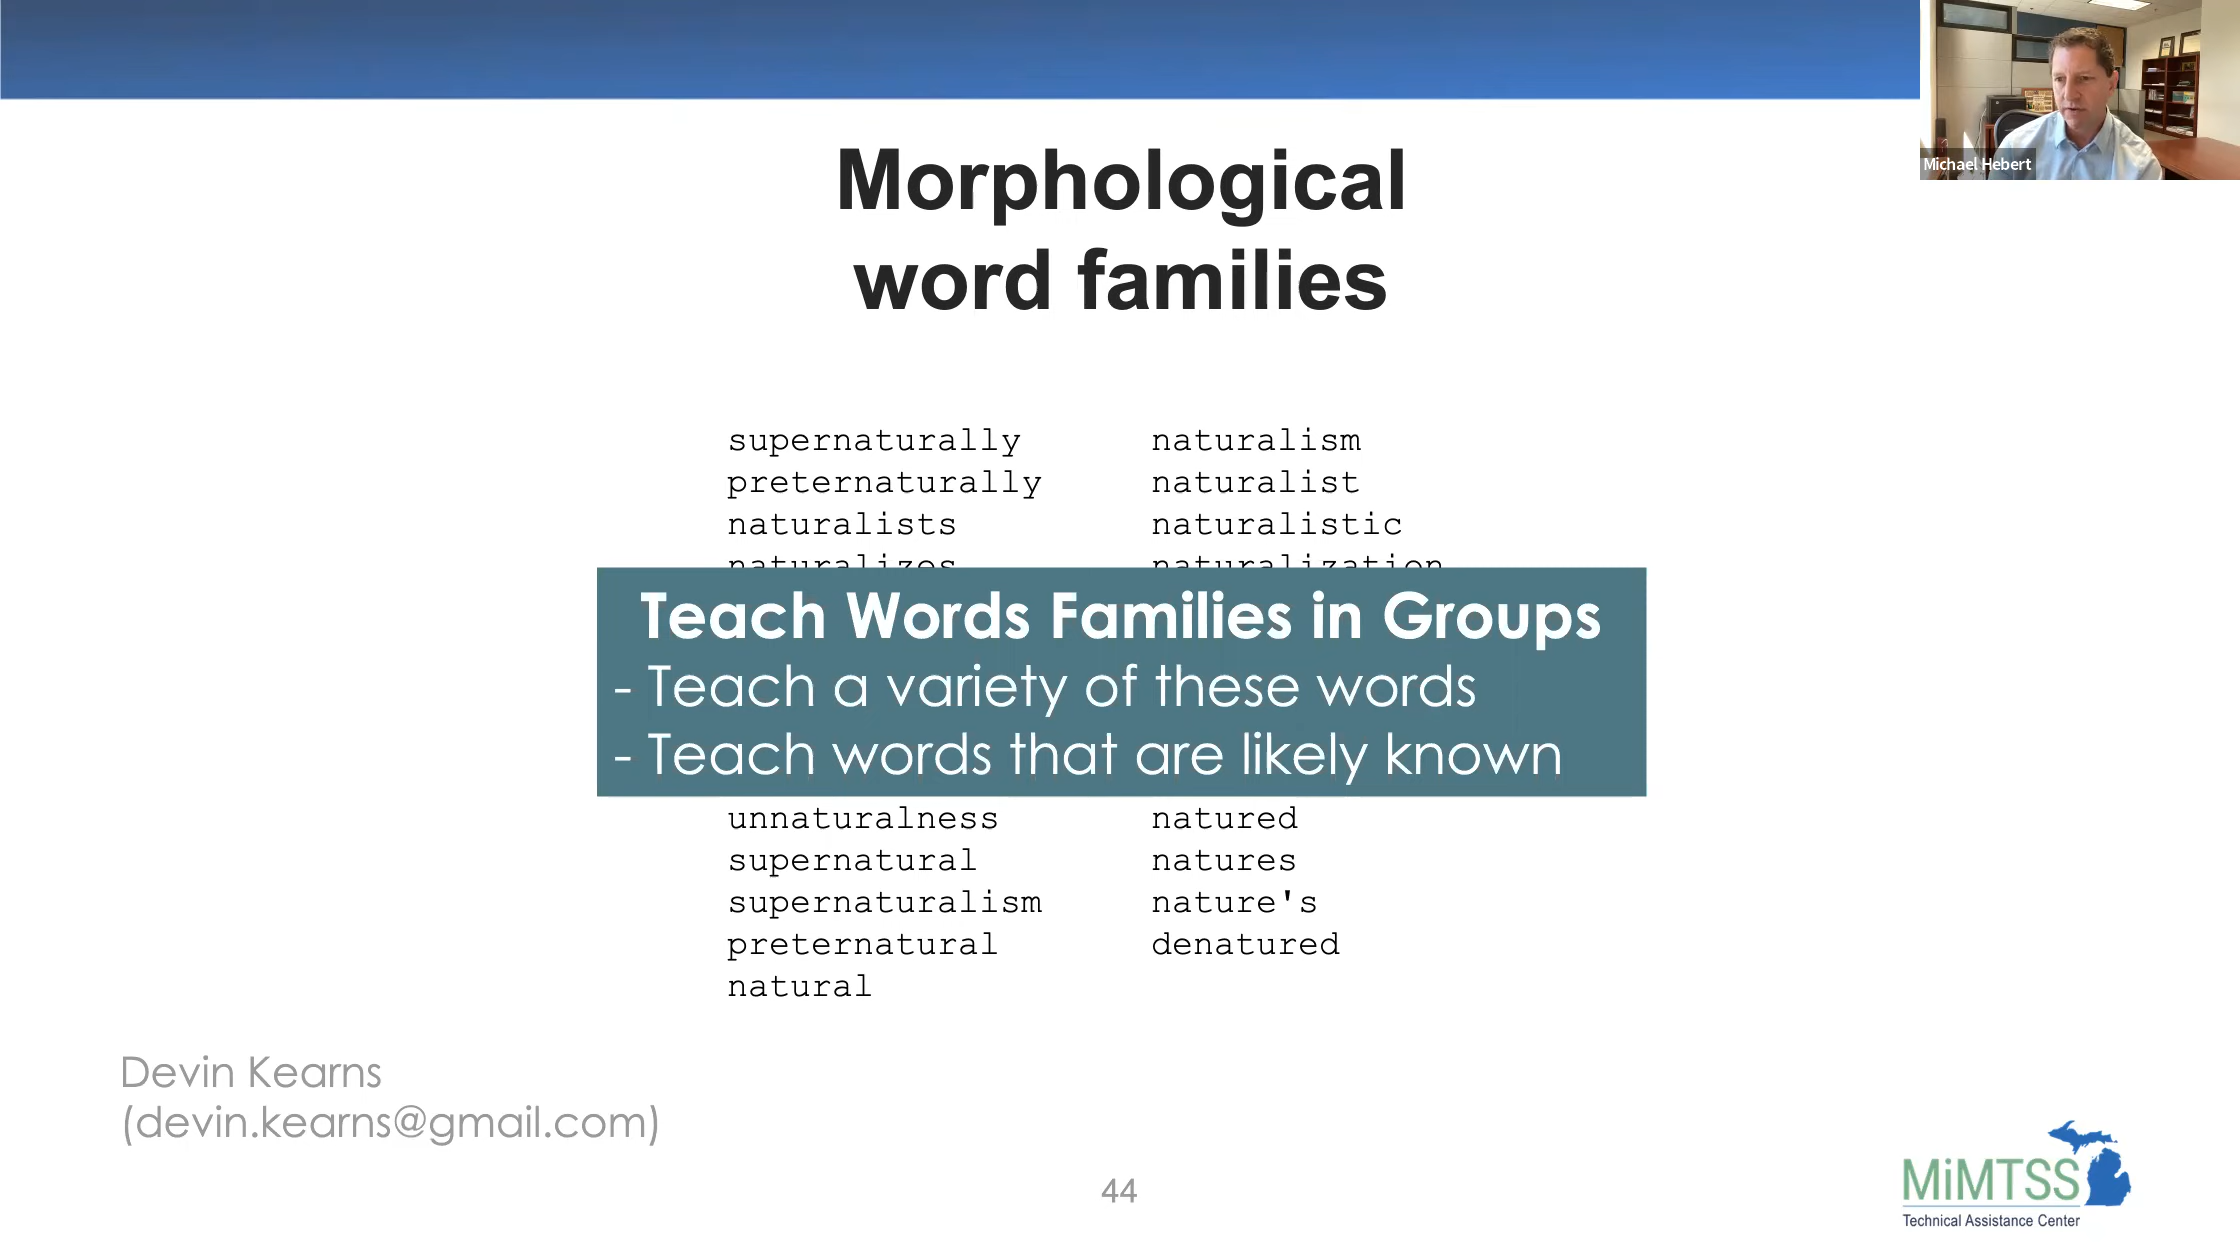 Michael Hebert
Morphological
word families
supernaturally naturalism
preternaturally naturalist
naturalists naturalistic
naturalizes naturalization
Teach Words Families in Groups
- Teach a variety of these words
- Teach words that are likely known
unnaturalness natured
supernatural natures
supernaturalism nature's
preternatural denatured
natural
Devin Kearns
(devin.kearns@gmail.com)
44
MiMTSS
Technical Assistance Center